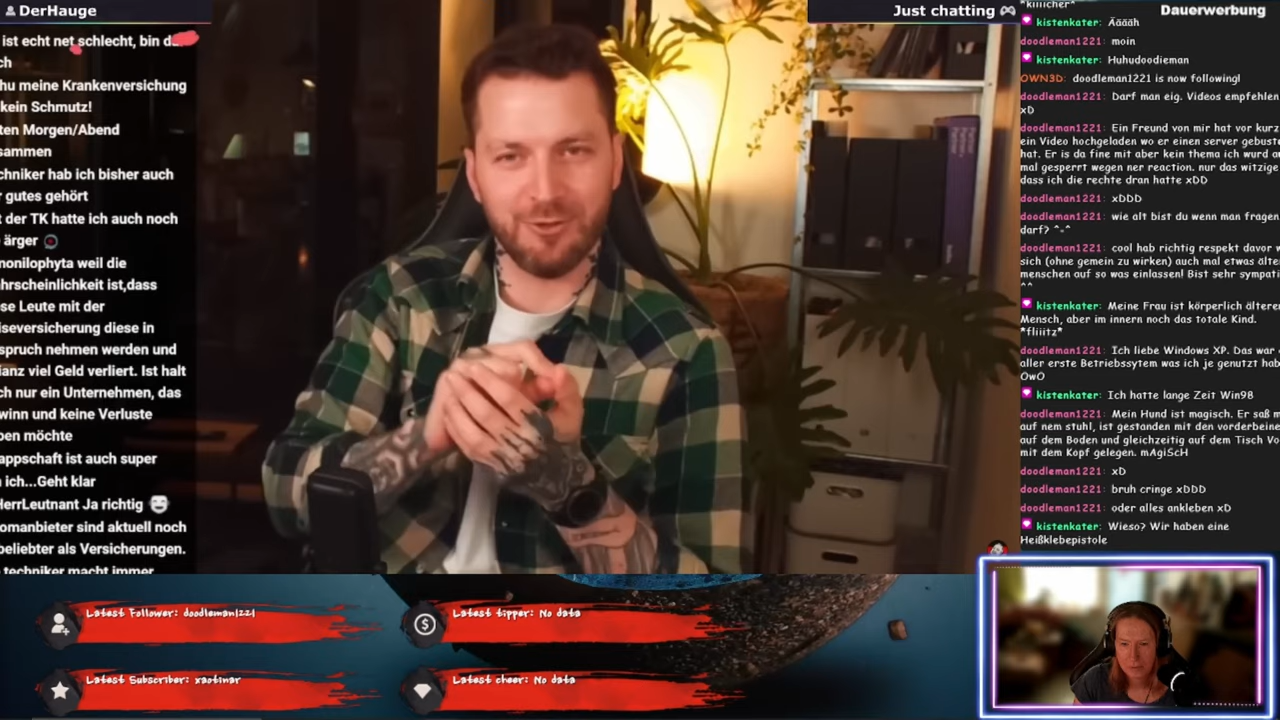 DerHauge
Just chatting
Dauerwerbung
ist echt net schlecht, bin
ch
hu meine Krankenversichung
kein Schmutz!
ten Morgen/Abend
sammen
chniker hab ich bisher auch
r gutes gehört
t der TK hatte ich auch noch
ärger
monilophyta weil die
hrscheinlichkeit ist,dass
se Leute mit der
iseversicherung diese in
spruch nehmen werden und
lianz viel Geld verliert. Ist halt
ch nur ein Unternehmen, das
winn und keine Verluste
ben möchte
appschaft ist auch super
ich...Geht klar
HerrLeutnant Ja richtig
omanbieter sind aktuell noch
beliebter als Versicherungen.
techniker macht immer
*kiiiicher*
kistenkater: Ääääh
doodleman1221: moin
kistenkater: Huhudoodieman
OWN3D: doodleman1221 is now following!
doodleman1221: Darf man eig. Videos empfehlen
xD
doodleman1221: Ein Freund von mir hat vor kurz
ein Video hochgeladen wo er einen server gebuste
hat. Er is da fine mit aber kein thema ich wurd a
mal gesperrt wegen ner reaction. nur das witzige
dass ich die rechte dran hatte xDD
doodleman1221: xDDD
doodleman1221: wie alt bist du wenn man fragen
darf? ^-^
doodleman1221: cool hab richtig respekt davor w
sich (ohne gemein zu wirken) auch mal etwas älte
menschen auf so was einlassen! Bist sehr sympati
^^
kistenkater: Meine Frau ist körperlich ältere
Mensch, aber im innern noch das totale Kind.
*fliiitz*
doodleman1221: Ich liebe Windows XP. Das war
aller erste Betriebssytem was ich je genutzt hab
OwO
kistenkater: Ich hatte lange Zeit Win98
doodleman1221: Mein Hund ist magisch. Er saß m
auf nem stuhl, ist gestanden mit den vorderbeine
auf dem Boden und gleichzeitig auf dem Tisch Vo
mit dem Kopf gelegen. mAgiScH
doodleman1221: xD
doodleman1221: bruh cringe xDDD
doodleman1221: oder alles ankleben xD
kistenkater: Wieso? Wir haben eine
Heißklebepistole
Latest Follower: doodleman1221
Latest tipper: No data
Latest Subscriber: xaotinar
Latest cheer: No data